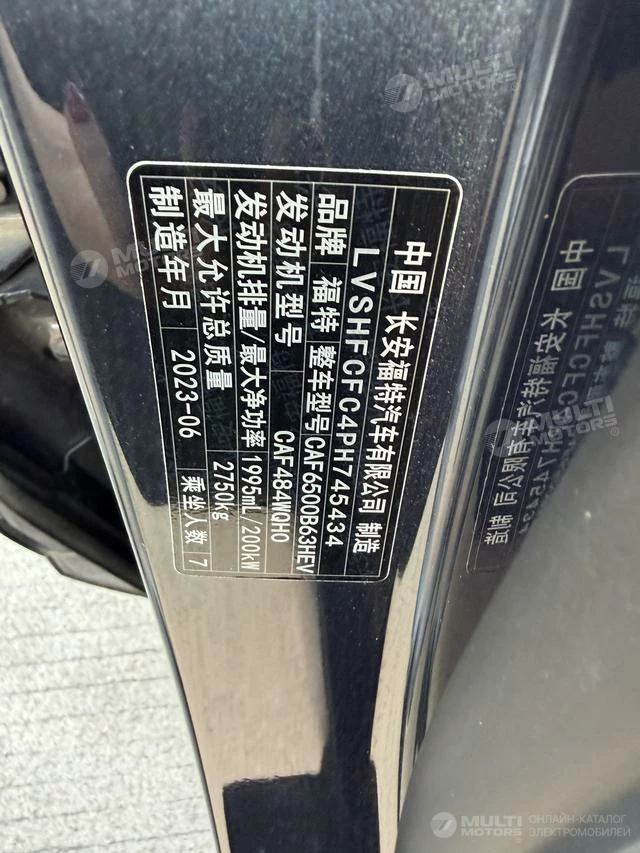 中国 长安福特汽车有限公司 制造
LVSHFCFC4PH745434
品牌 福特 整车型号 CAF6500B63HEV
发动机型号 CAF484WQH0
发动机排量/最大净功率 1995mL/200kW
最大允许总质量 2750kg
制造年月 2023-06 乘坐人数 7
MULTI MOTORS
MULTI MOTORS
MULTI MOTORS
MULTI MOTORS
ОНЛАЙН-КАТАЛОГ
ЭЛЕКТРОМОБИЛЕЙ